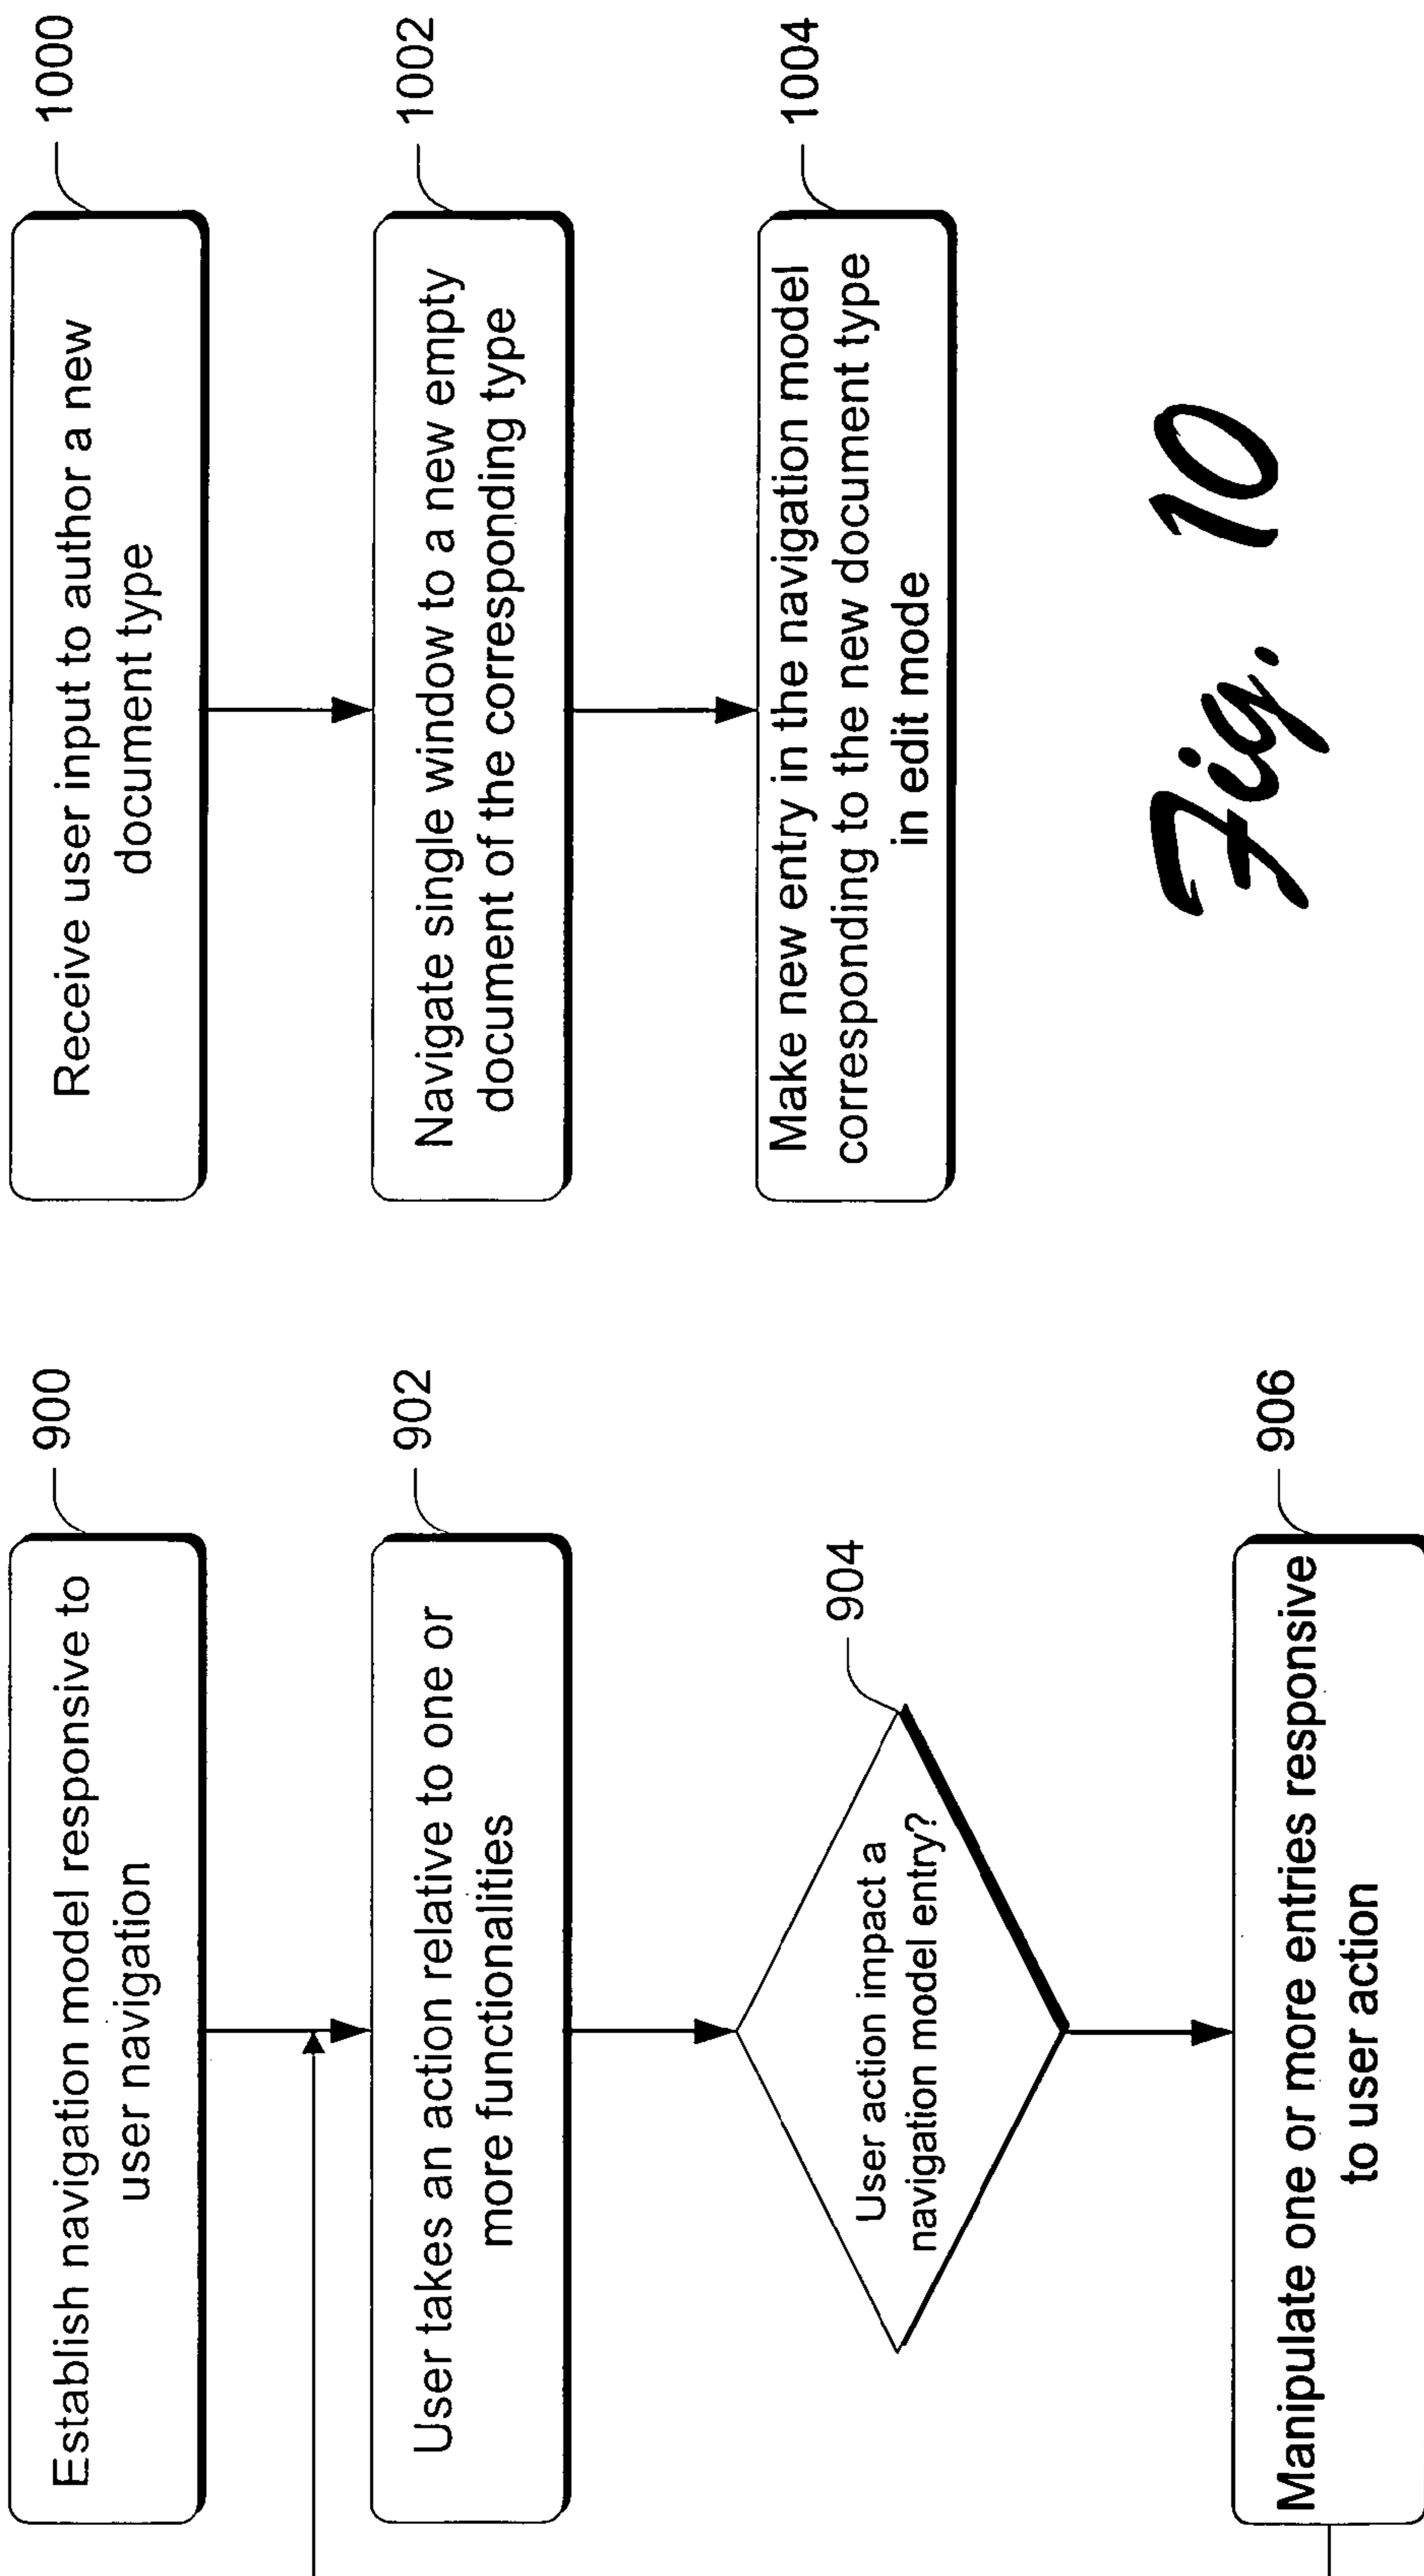 900
Establish navigation model responsive to
user navigation
902
User takes an action relative to one or
more functionalities
904
User action impact a
navigation model entry?
906
Manipulate one or more entries responsive
to user action
1000
Receive user input to author a new
document type
1002
Navigate single window to a new empty
document of the corresponding type
1004
Make new entry in the navigation model
corresponding to the new document type
in edit mode
Fig. 10